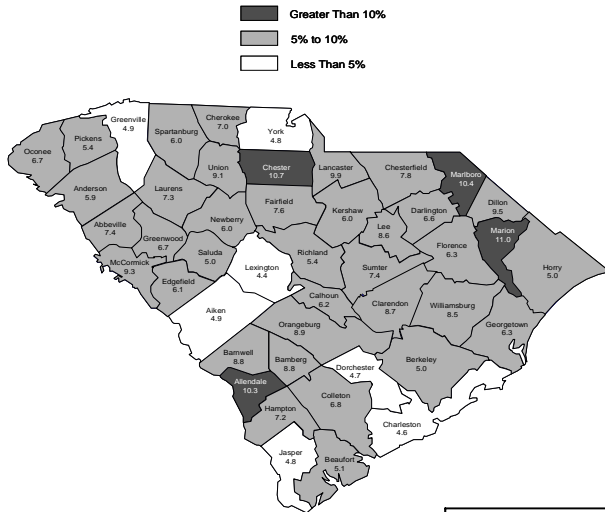 Greater Than 10%
5% to 10%
Less Than 5%
Greenville
4.9
Cherokee
7.0
York
4.8
Spartanburg
6.0
Pickens
5.4
Oconee
6.7
Union
9.1
Chester
10.7
Lancaster
9.9
Chesterfield
7.8
Marlboro
10.4
Anderson
5.9
Laurens
7.3
Dillon
9.5
Fairfield
7.6
Kershaw
6.0
Darlington
6.6
Newberry
6.0
Marion
11.0
Abbeville
7.4
Greenwood
6.7
Lee
8.6
Florence
6.3
Saluda
5.0
Richland
5.4
McCormick
9.3
Lexington
4.4
Sumter
7.4
Horry
5.0
Edgefield
6.1
Calhoun
6.2
Clarendon
8.7
Williamsburg
8.5
Aiken
4.9
Orangeburg
8.9
Georgetown
6.3
Barnwell
8.8
Bamberg
8.8
Dorchester
4.7
Berkeley
5.0
Allendale
10.3
Colleton
6.8
Hampton
7.2
Charleston
4.6
Jasper
4.8
Beaufort
5.1